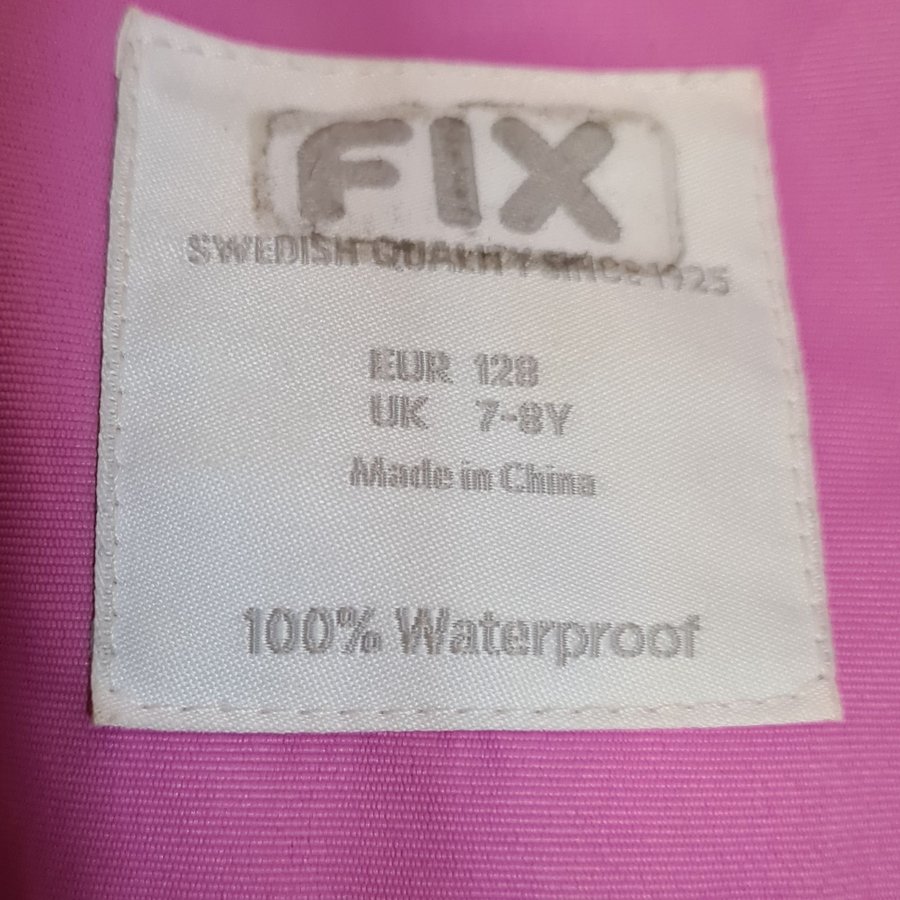 FIX
SWEDISH QUALITY SINCE 1925
EUR 128
UK 7-8Y
Made in China
100% Waterproof